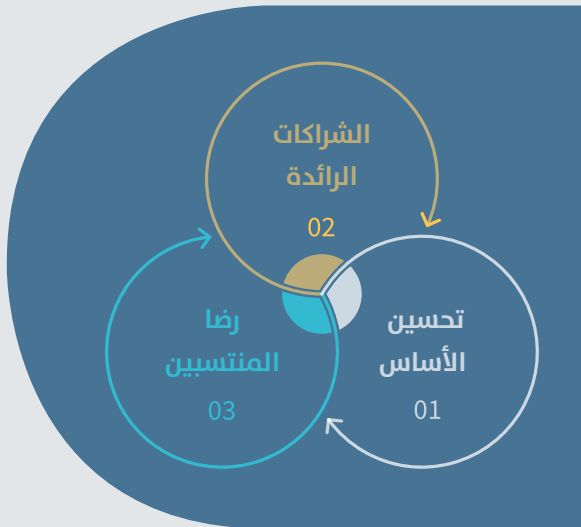 الشراكات
الرائدة
02
تحسين
الأساس
01
رضا
المنتسبين
03